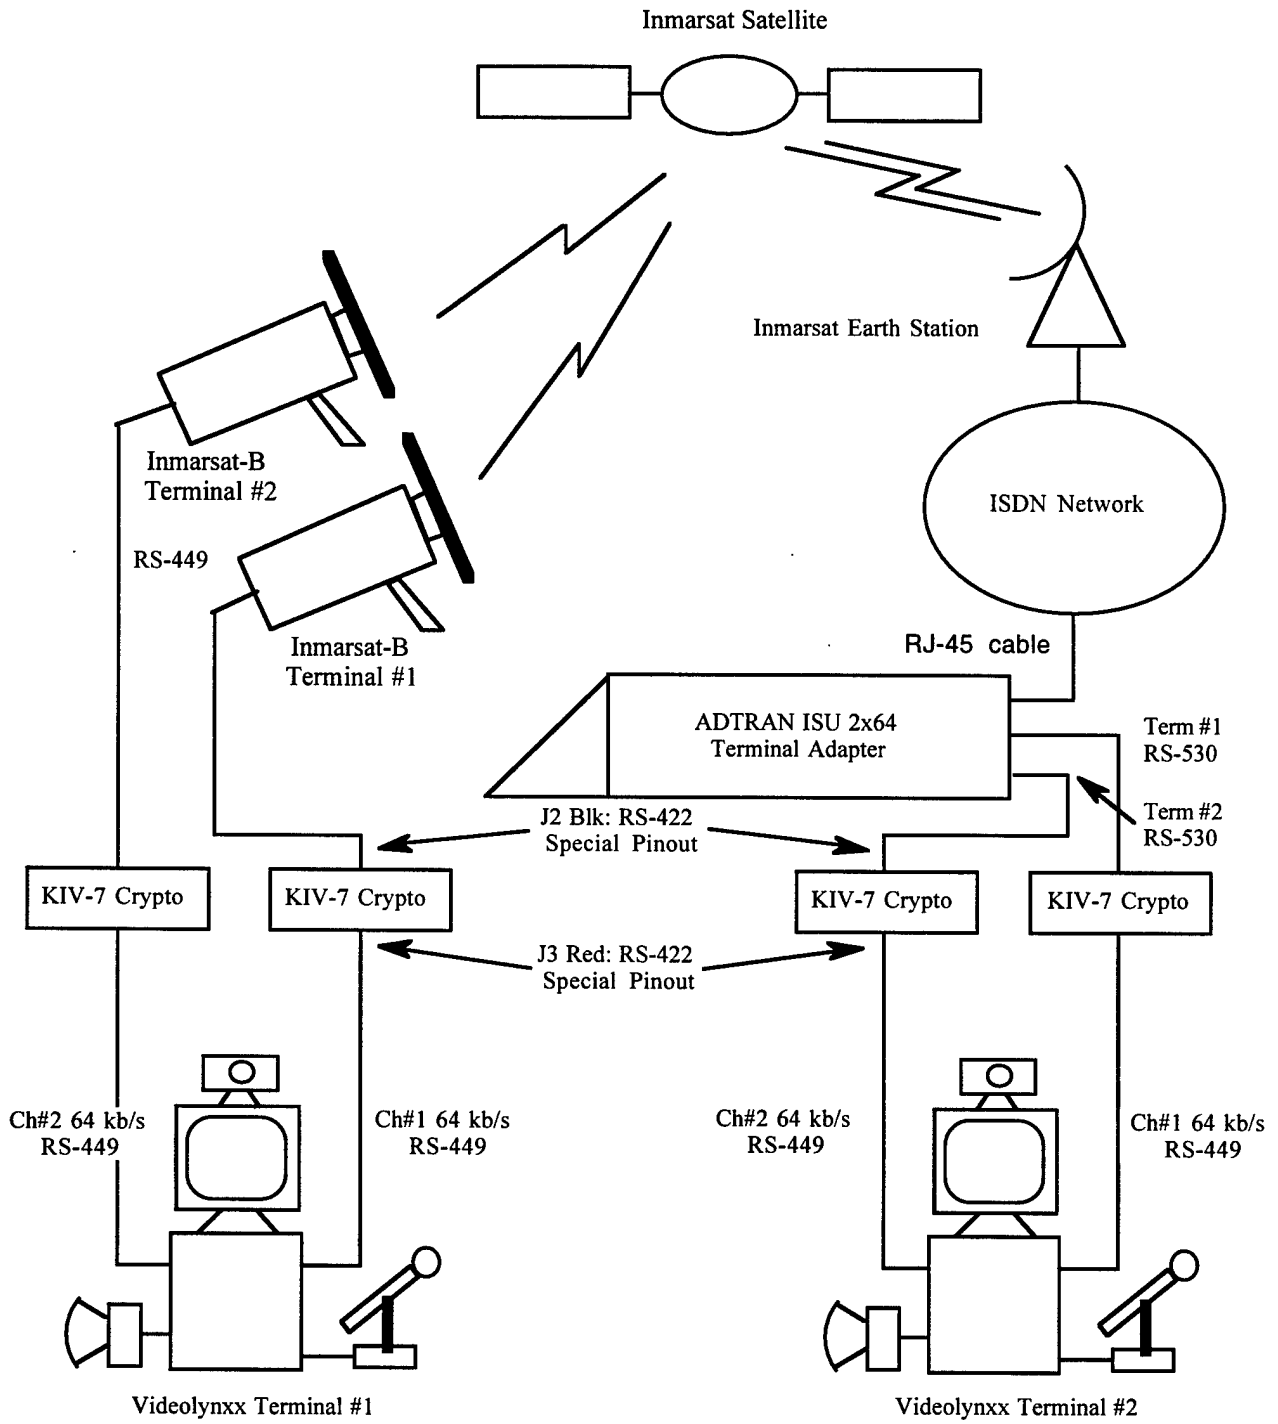 Inmarsat Satellite
Inmarsat Earth Station
Inmarsat-B
Terminal #2
ISDN Network
RS-449
Inmarsat-B
Terminal #1
RJ-45 cable
ADTRAN ISU 2x64
Terminal Adapter
Term #1
RS-530
Term #2
RS-530
J2 Blk: RS-422
Special Pinout
KIV-7 Crypto
KIV-7 Crypto
KIV-7 Crypto
KIV-7 Crypto
J3 Red: RS-422
Special Pinout
Ch#2 64 kb/s
RS-449
Ch#1 64 kb/s
RS-449
Ch#2 64 kb/s
RS-449
Ch#1 64 kb/s
RS-449
Videolynxx Terminal #1
Videolynxx Terminal #2